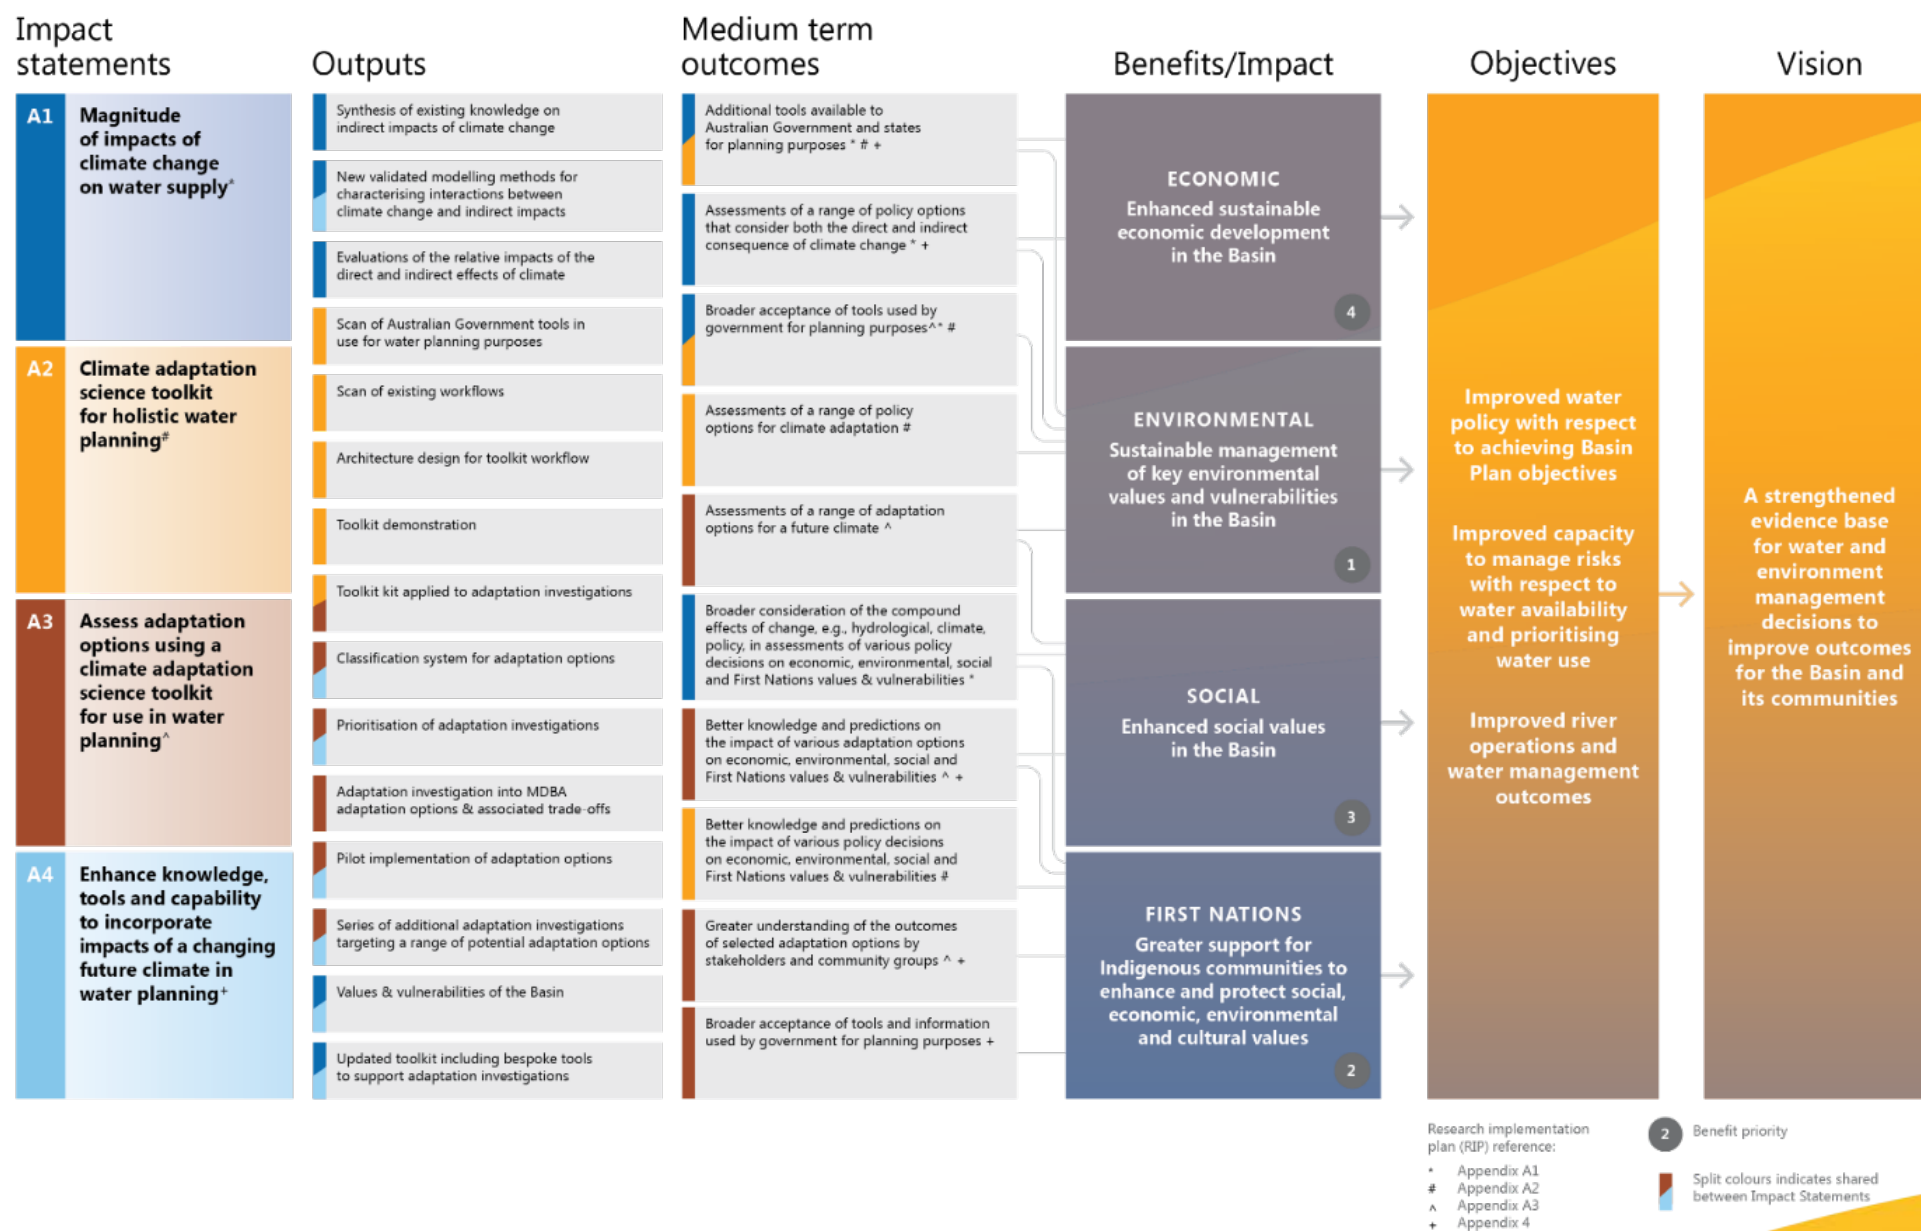 Impact
statements
Outputs
Medium term
outcomes
Benefits/Impact
Objectives
Vision
A1
Magnitude
of impacts of
climate change
on water supply*
A2
Climate adaptation
science toolkit
for holistic water
planning#
A3
Assess adaptation
options using a
climate adaptation
science toolkit
for use in water
planning^
A4
Enhance knowledge,
tools and capability
to incorporate
impacts of a changing
future climate in
water planning+
Synthesis of existing knowledge on
indirect impacts of climate change
New validated modelling methods for
characterising interactions between
climate change and indirect impacts
Evaluations of the relative impacts of the
direct and indirect effects of climate
Scan of Australian Government tools in
use for water planning purposes
Scan of existing workflows
Architecture design for toolkit workflow
Toolkit demonstration
Toolkit kit applied to adaptation investigations
Classification system for adaptation options
Prioritisation of adaptation investigations
Adaptation investigation into MDBA
adaptation options & associated trade-offs
Pilot implementation of adaptation options
Series of additional adaptation investigations
targeting a range of potential adaptation options
Values & vulnerabilities of the Basin
Updated toolkit including bespoke tools
to support adaptation investigations
Additional tools available to
Australian Government and states
for planning purposes * # +
Assessments of a range of policy options
that consider both the direct and indirect
consequence of climate change * +
Broader acceptance of tools used by
government for planning purposes^* #
Assessments of a range of policy
options for climate adaptation #
Assessments of a range of adaptation
options for a future climate ^
Broader consideration of the compound
effects of change, e.g., hydrological, climate,
policy, in assessments of various policy
decisions on economic, environmental, social
and First Nations values & vulnerabilities *
Better knowledge and predictions on
the impact of various adaptation options
on economic, environmental, social and
First Nations values & vulnerabilities ^ +
Better knowledge and predictions on
the impact of various policy decisions
on economic, environmental, social and
First Nations values & vulnerabilities #
Greater understanding of the outcomes
of selected adaptation options by
stakeholders and community groups ^ +
Broader acceptance of tools and information
used by government for planning purposes +
ECONOMIC
Enhanced sustainable
economic development
in the Basin
4
ENVIRONMENTAL
Sustainable management
of key environmental
values and vulnerabilities
in the Basin
1
SOCIAL
Enhanced social values
in the Basin
3
FIRST NATIONS
Greater support for
Indigenous communities to
enhance and protect social,
economic, environmental
and cultural values
2
Improved water
policy with respect
to achieving Basin
Plan objectives
Improved capacity
to manage risks
with respect to
water availability
and prioritising
water use
Improved river
operations and
water management
outcomes
A strengthened
evidence base
for water and
environment
management
decisions to
improve outcomes
for the Basin and
its communities
Research implementation
plan (RIP) reference:
* Appendix A1
# Appendix A2
^ Appendix A3
+ Appendix 4
2 Benefit priority
Split colours indicates shared
between Impact Statements